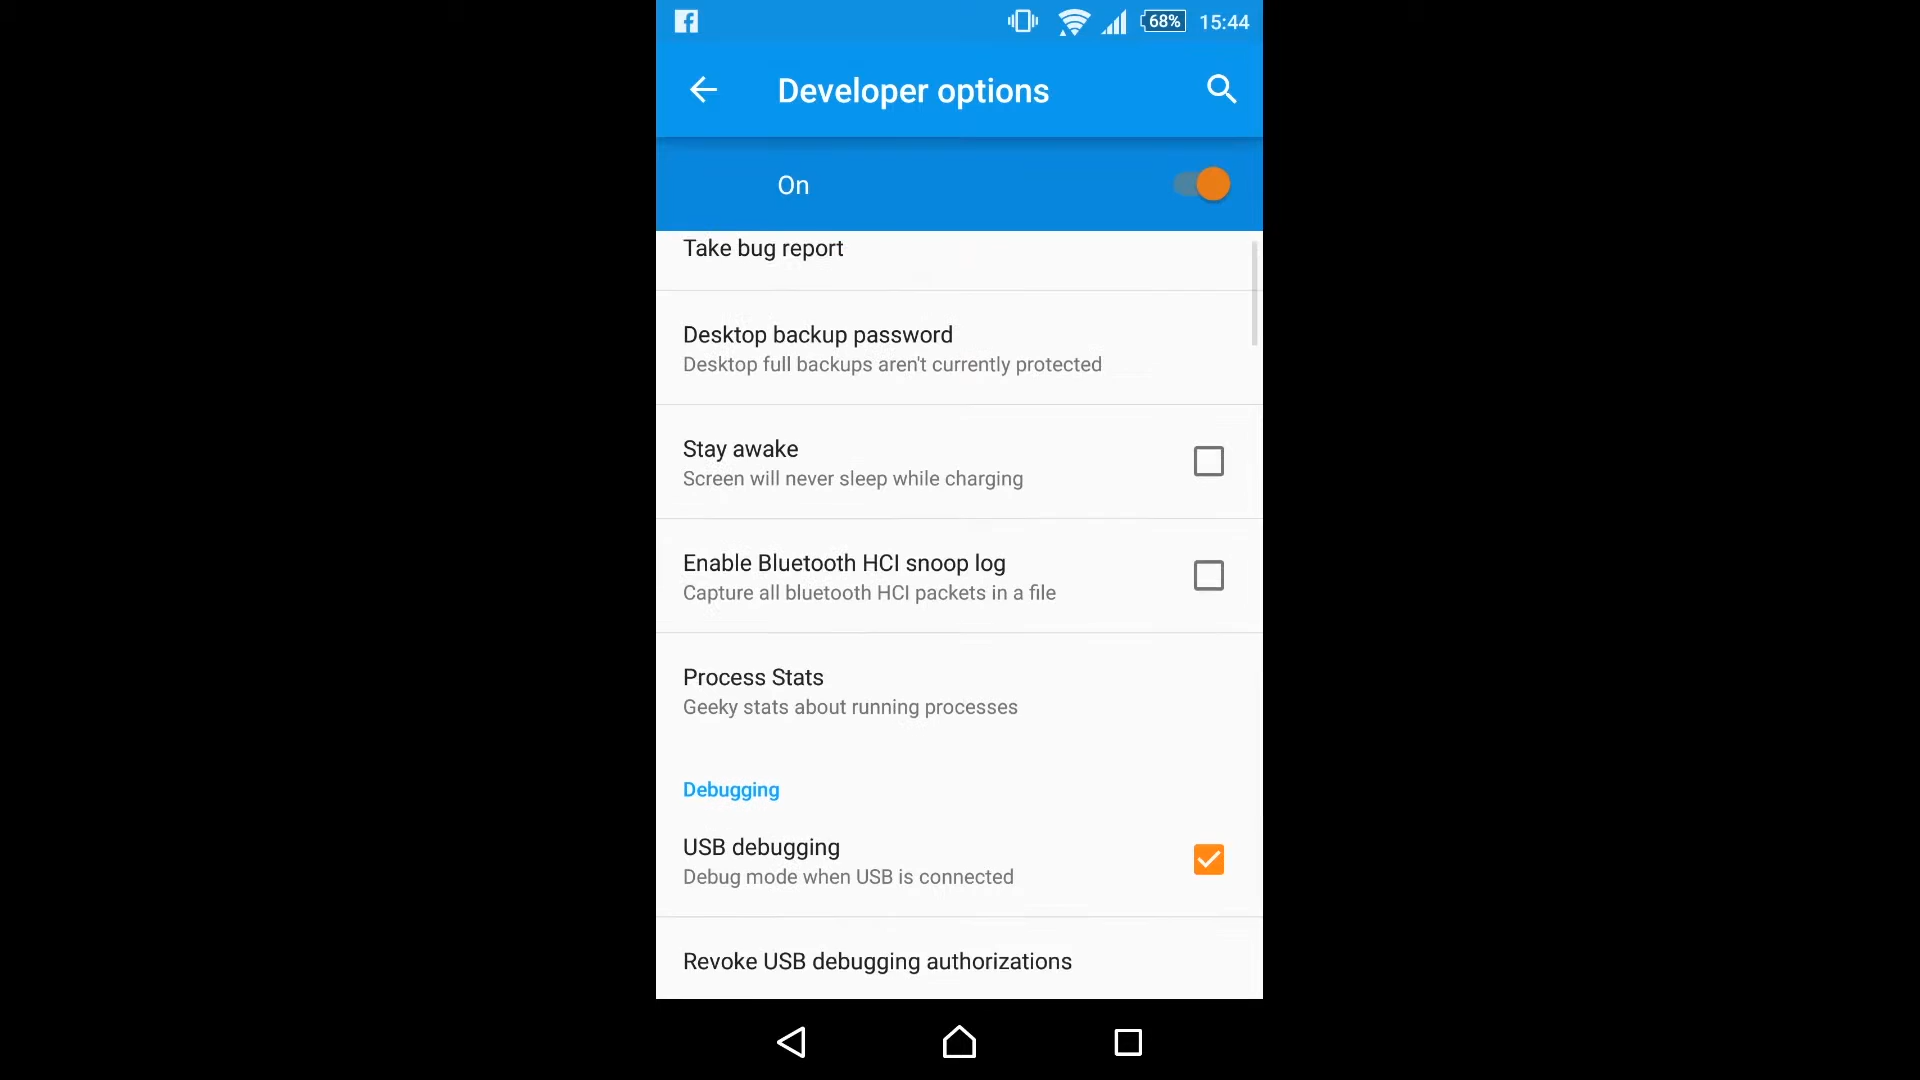 68% 15:44
Developer options
On
Take bug report
Desktop backup password
Desktop full backups aren't currently protected
Stay awake
Screen will never sleep while charging
Enable Bluetooth HCI snoop log
Capture all bluetooth HCI packets in a file
Process Stats
Geeky stats about running processes
Debugging
USB debugging
Debug mode when USB is connected
Revoke USB debugging authorizations